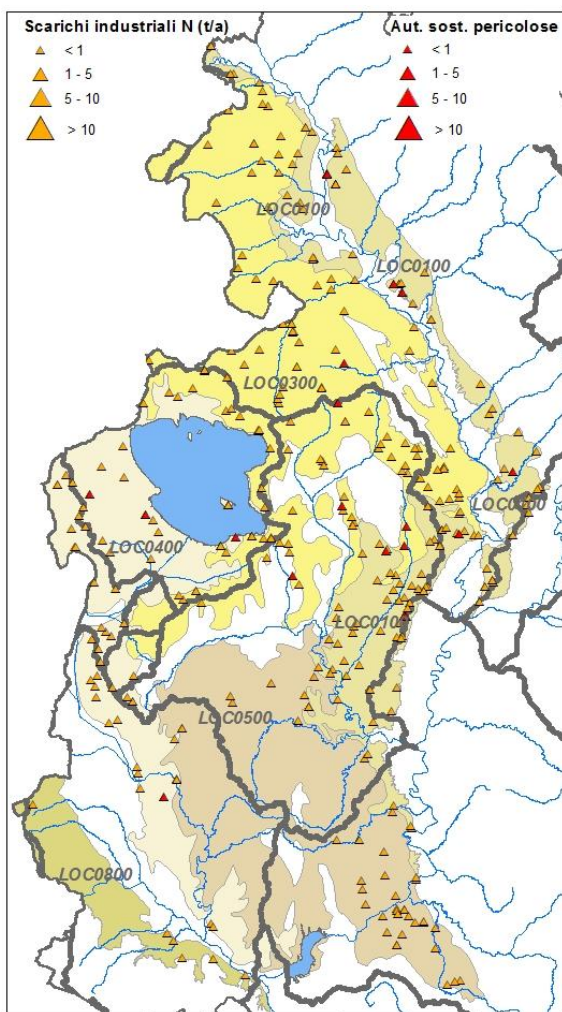 Scarichi industriali N (t/a)
< 1
1 - 5
5 - 10
> 10
Aut. sost. pericolose
< 1
1 - 5
5 - 10
> 10
LOC0100
LOC0100
LOC0300
LOC0400
LOC0100
LOC0500
LOC0800